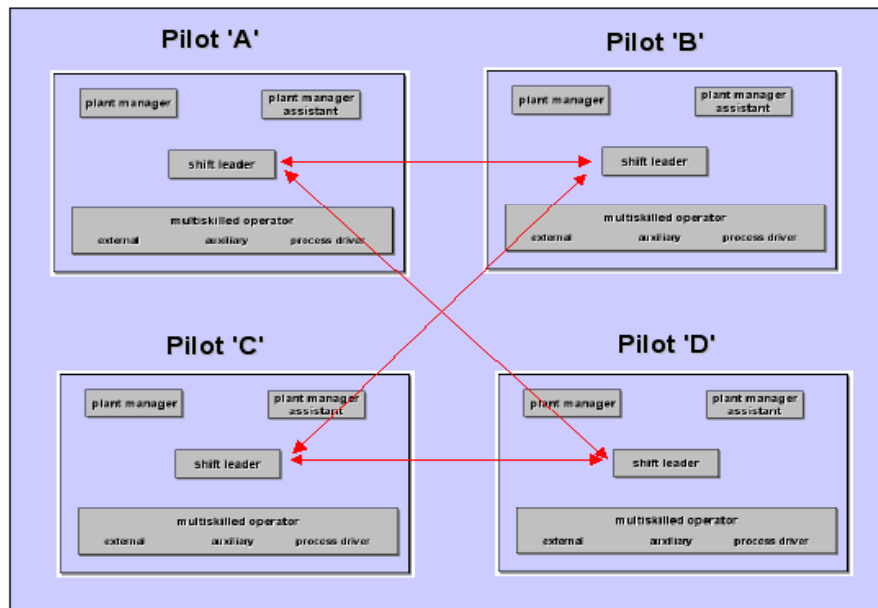 Pilot 'A'
plant manager
plant manager
assistant
shift leader
multiskilled operator
external auxiliary process driver
Pilot 'B'
plant manager
plant manager
assistant
shift leader
multiskilled operator
external auxiliary process driver
Pilot 'C'
plant manager
plant manager
assistant
shift leader
multiskilled operator
external auxiliary process driver
Pilot 'D'
plant manager
plant manager
assistant
shift leader
multiskilled operator
external auxiliary process driver